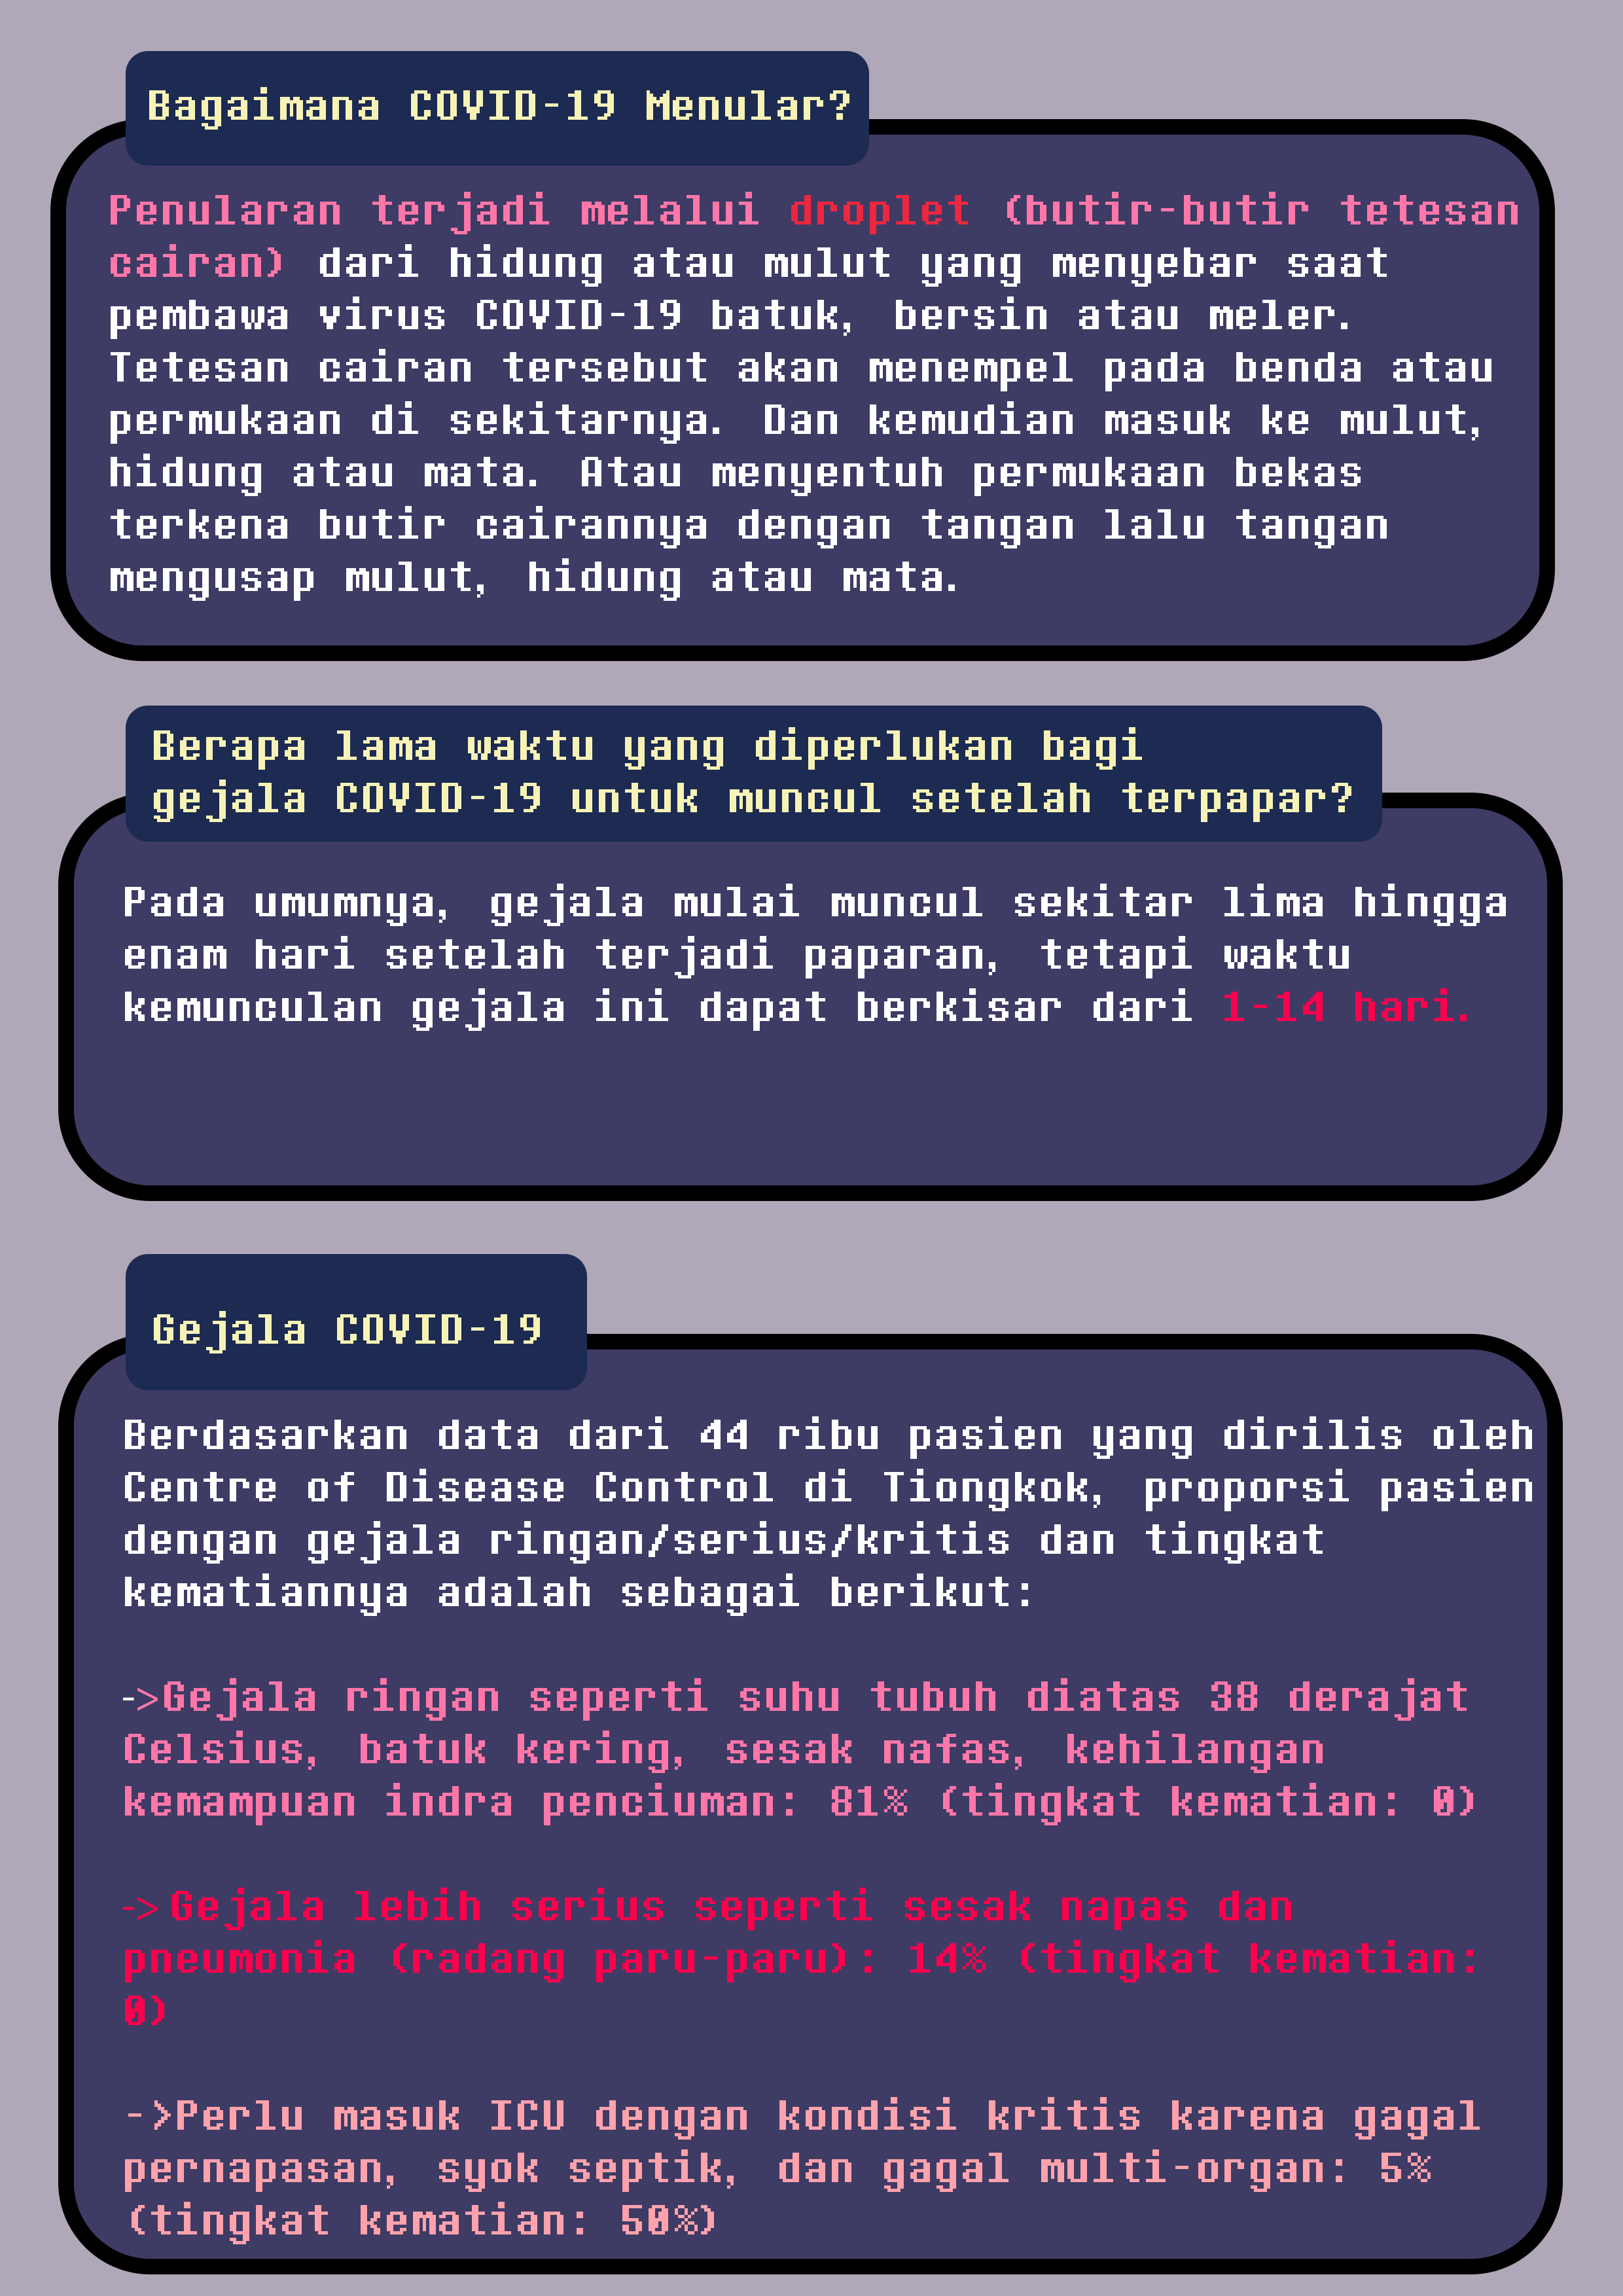 Bagaimana COVID-19 Menular?
Penularan terjadi melalui droplet (butir-butir tetesan
cairan) dari hidung atau mulut yang menyebar saat
pembawa virus COVID-19 batuk, bersin atau meler.
Tetesan cairan tersebut akan menempel pada benda atau
permukaan di sekitarnya. Dan kemudian masuk ke mulut,
hidung atau mata. Atau menyentuh permukaan bekas
terkena butir cairannya dengan tangan lalu tangan
mengusap mulut, hidung atau mata.
Berapa lama waktu yang diperlukan bagi
gejala COVID-19 untuk muncul setelah terpapar?
Pada umumnya, gejala mulai muncul sekitar lima hingga
enam hari setelah terjadi paparan, tetapi waktu
kemunculan gejala ini dapat berkisar dari 1-14 hari.
Gejala COVID-19
Berdasarkan data dari 44 ribu pasien yang dirilis oleh
Centre of Disease Control di Tiongkok, proporsi pasien
dengan gejala ringan/serius/kritis dan tingkat
kematiannya adalah sebagai berikut:
->Gejala ringan seperti suhu tubuh diatas 38 derajat
Celsius, batuk kering, sesak nafas, kehilangan
kemampuan indra penciuman: 81% (tingkat kematian: 0)
->Gejala lebih serius seperti sesak napas dan
pneumonia (radang paru-paru): 14% (tingkat kematian:
0)
->Perlu masuk ICU dengan kondisi kritis karena gagal
pernapasan, syok septik, dan gagal multi-organ: 5%
(tingkat kematian: 50%)